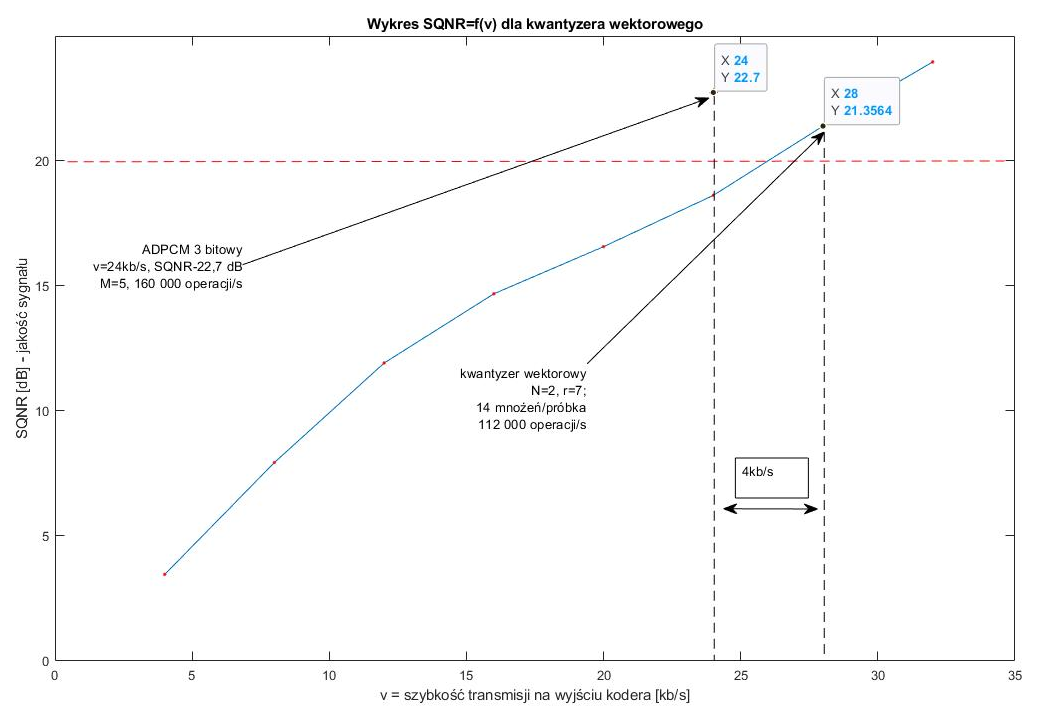 Wykres SQNR=f(v) dla kwantyzera wektorowego
X 24
Y 22.7
X 28
Y 21.3564
20
15
10
5
0
SQNR [dB] - jakość sygnału
ADPCM 3 bitowy
v=24kb/s, SQNR-22,7 dB
M=5, 160 000 operacji/s
kwantyzer wektorowy
N=2, r=7;
14 mnożeń/próbka
112 000 operacji/s
4kb/s
0 5 10 15 20 25 30 35
v = szybkość transmisji na wyjściu kodera [kb/s]